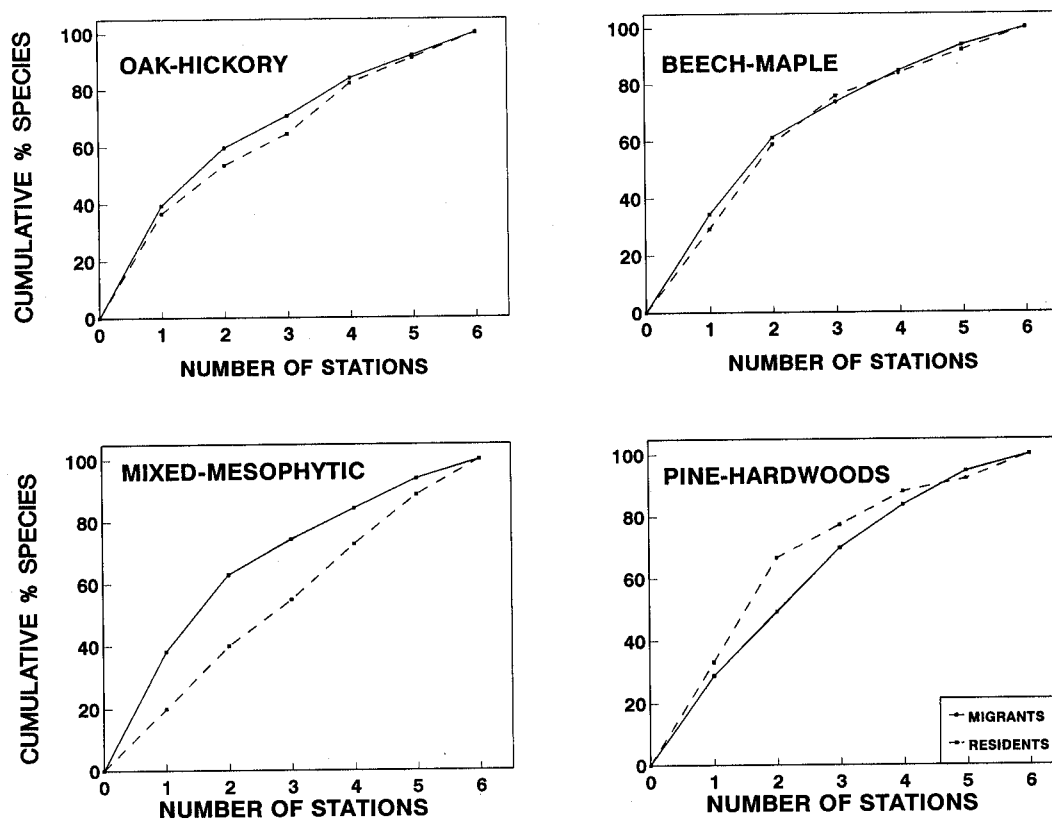 OAK-HICKORY
CUMULATIVE % SPECIES
100
80
60
40
20
0
0 1 2 3 4 5 6
NUMBER OF STATIONS
BEECH-MAPLE
100
80
60
40
20
0
0 1 2 3 4 5 6
NUMBER OF STATIONS
MIXED-MESOPHYTIC
CUMULATIVE % SPECIES
100
80
60
40
20
0
0 1 2 3 4 5 6
NUMBER OF STATIONS
PINE-HARDWOODS
100
80
60
40
20
0
0 1 2 3 4 5 6
NUMBER OF STATIONS
MIGRANTS
RESIDENTS